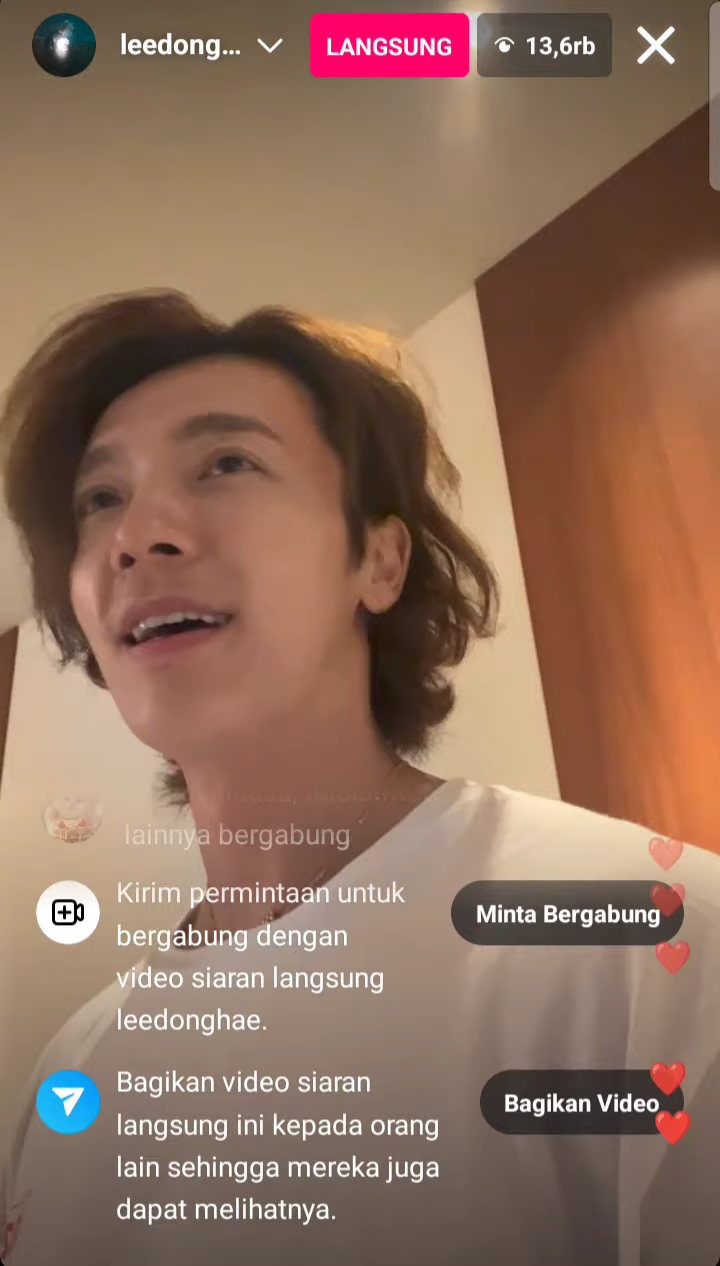 leedong...
LANGSUNG
13,6rb
lainnya bergabung
Kirim permintaan untuk
bergabung dengan
video siaran langsung
leedonghae.
Minta Bergabung
Bagikan video siaran
langsung ini kepada orang
lain sehingga mereka juga
dapat melihatnya.
Bagikan Video